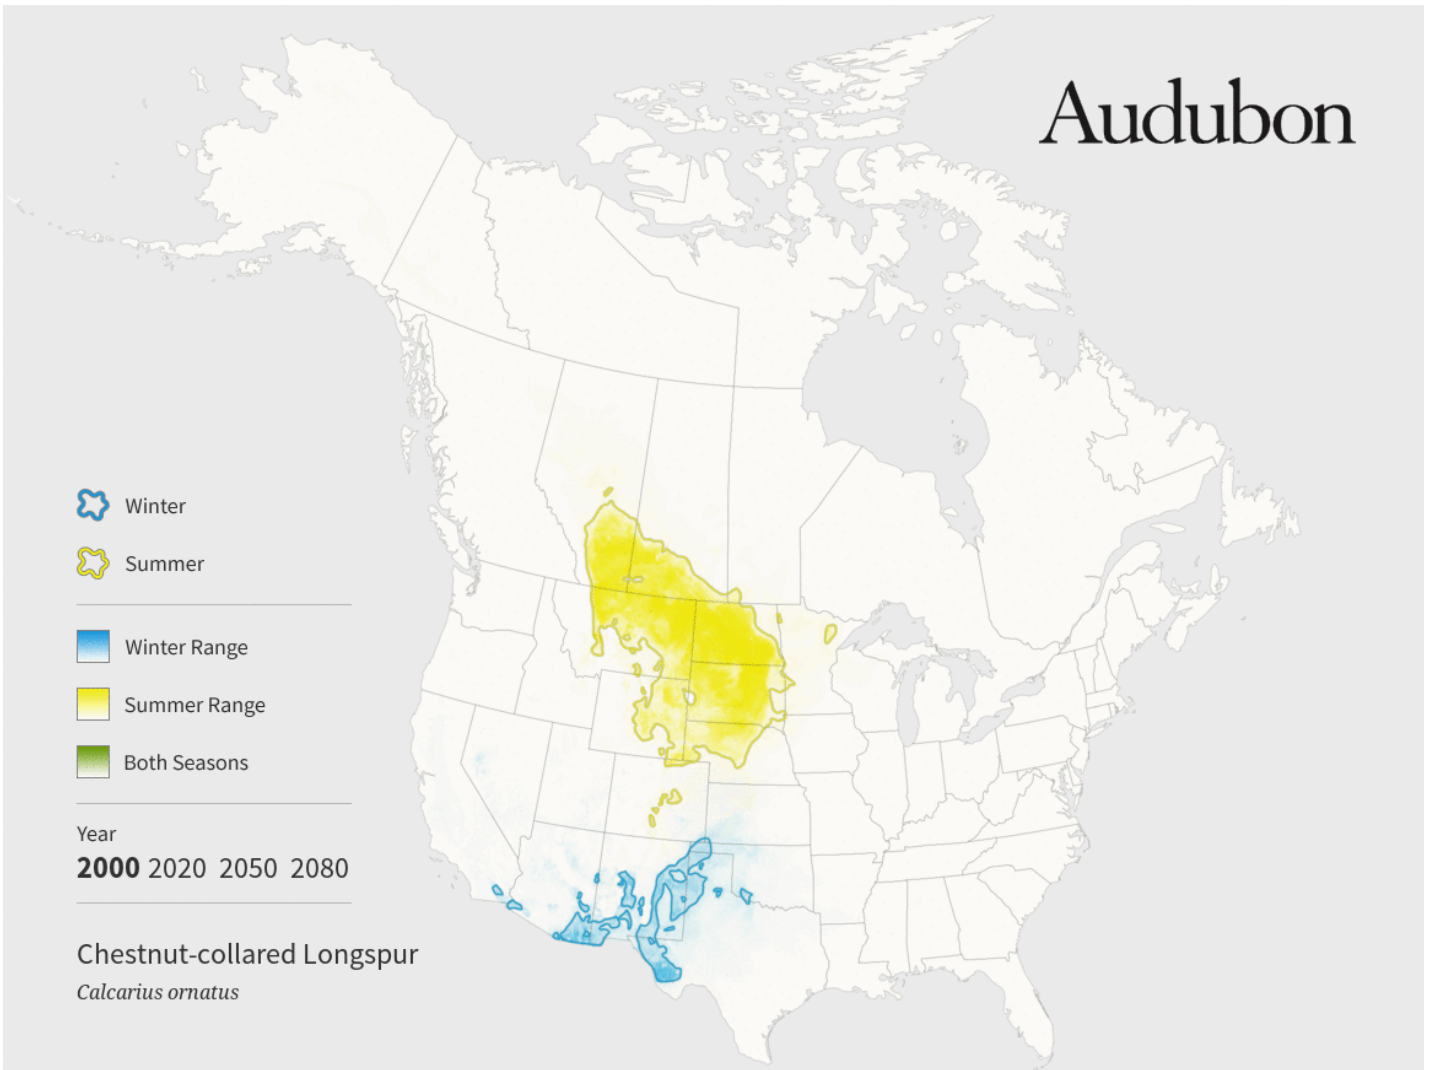 Audubon
Winter
Summer
Winter Range
Summer Range
Both Seasons
Year
2000 2020 2050 2080
Chestnut-collared Longspur
Calcarius ornatus